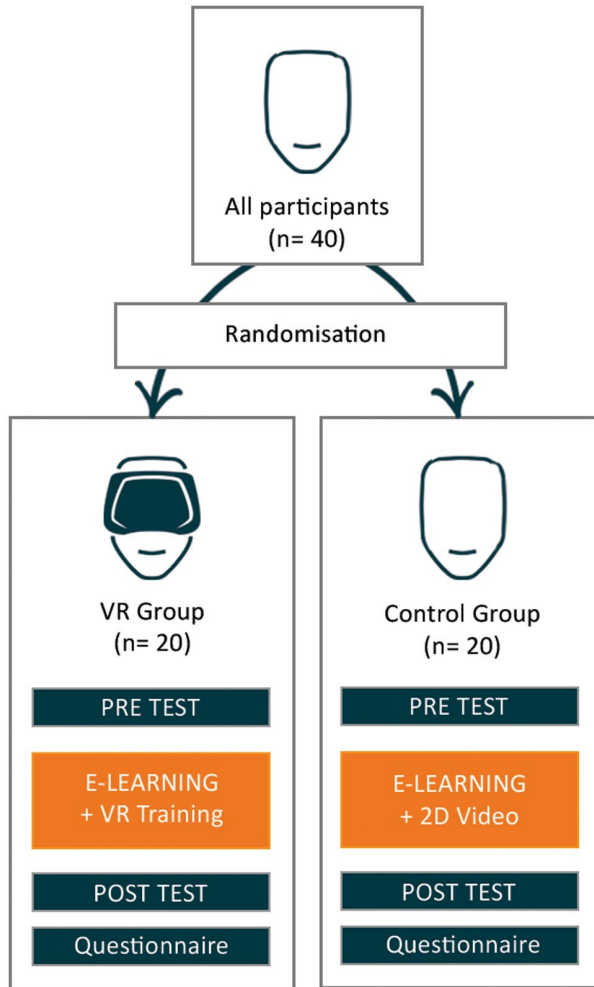 All participants
(n= 40)
Randomisation
VR Group
(n= 20)
PRE TEST
E-LEARNING
+ VR Training
POST TEST
Questionnaire
Control Group
(n= 20)
PRE TEST
E-LEARNING
+ 2D Video
POST TEST
Questionnaire